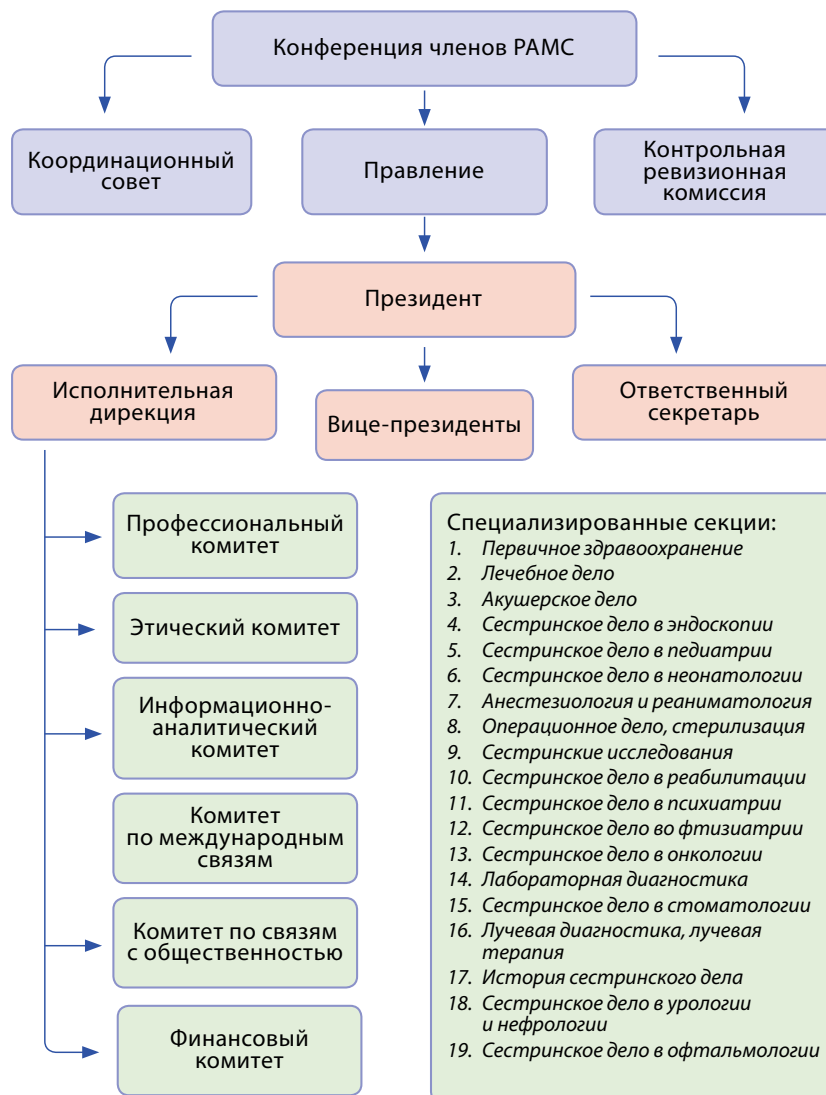 Конференция членов РАМС
Координационный
совет
Правление
Контрольная
ревизионная
комиссия
Президент
Исполнительная
дирекция
Вице-президенты
Ответственный
секретарь
Профессиональный
комитет
Этический комитет
Информационно-
аналитический
комитет
Комитет
по международным
связям
Комитет по связям
с общественностью
Финансовый
комитет
Специализированные секции:
1. Первичное здравоохранение
2. Лечебное дело
3. Акушерское дело
4. Сестринское дело в эндоскопии
5. Сестринское дело в педиатрии
6. Сестринское дело в неонатологии
7. Анестезиология и реаниматология
8. Операционное дело, стерилизация
9. Сестринские исследования
10. Сестринское дело в реабилитации
11. Сестринское дело в психиатрии
12. Сестринское дело во фтизиатрии
13. Сестринское дело в онкологии
14. Лабораторная диагностика
15. Сестринское дело в стоматологии
16. Лучевая диагностика, лучевая
терапия
17. История сестринского дела
18. Сестринское дело в урологии
и нефрологии
19. Сестринское дело в офтальмологии